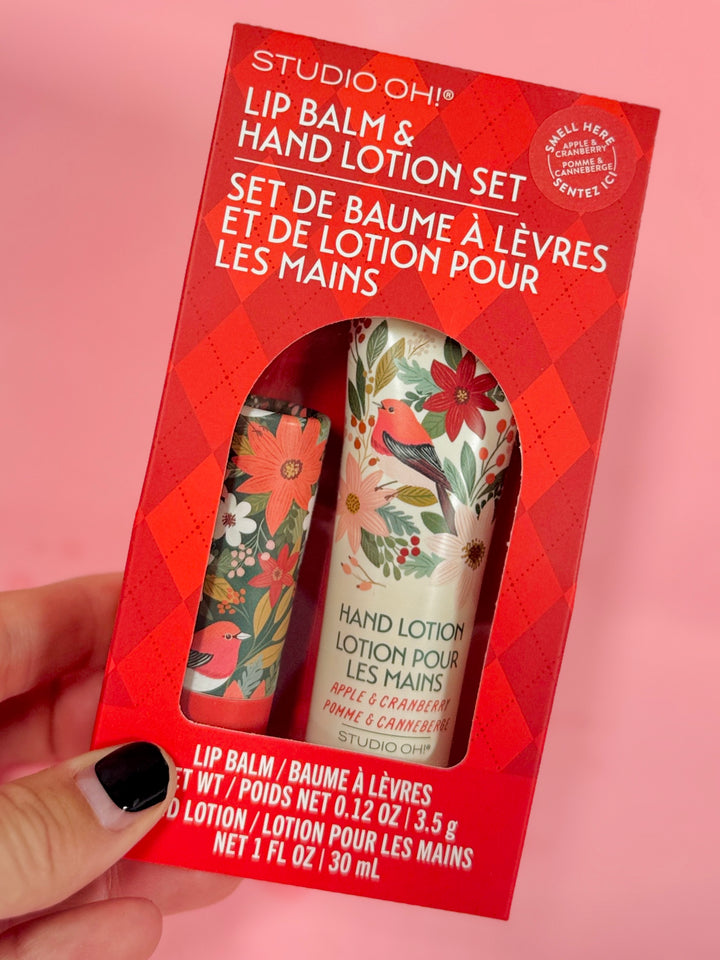 STUDIO OH!®
LIP BALM &
HAND LOTION SET
SET DE BAUME À LÈVRES
ET DE LOTION POUR
LES MAINS
SMELL HERE
APPLE &
CRANBERRY
POMME &
CANNEBERGE
SENTEZ ICI
HAND LOTION
LOTION POUR
LES MAINS
APPLE & CRANBERRY
POMME & CANNEBERGE
STUDIO OH!®
LIP BALM / BAUME À LÈVRES
ET WT / POIDS NET 0.12 OZ | 3.5 g
D LOTION / LOTION POUR LES MAINS
NET 1 FL OZ | 30 mL